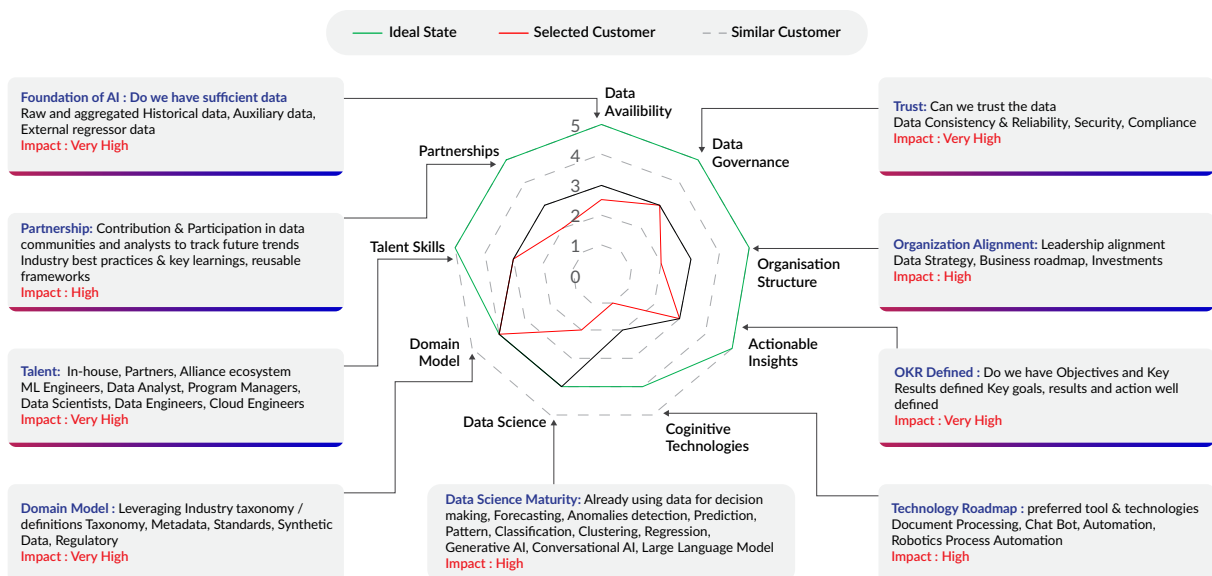 Ideal State
Selected Customer
Similar Customer
Foundation of AI : Do we have sufficient data
Raw and aggregated Historical data, Auxiliary data,
External regressor data
Impact : Very High
Partnership: Contribution & Participation in data
communities and analysts to track future trends
Industry best practices & key learnings, reusable
frameworks
Impact : High
Talent:  In-house, Partners, Alliance ecosystem
ML Engineers, Data Analyst, Program Managers,
Data Scientists, Data Engineers, Cloud Engineers
Impact : Very High
Domain Model : Leveraging Industry taxonomy /
definitions Taxonomy, Metadata, Standards, Synthetic
Data, Regulatory
Impact : Very High
Data
Availibility
Partnerships
Data
Governance
Talent Skills
Organisation
Structure
Domain
Model
Actionable
Insights
Data Science
Coginitive
Technologies
5
4
3
2
1
0
Data Science Maturity: Already using data for decision
making, Forecasting, Anomalies detection, Prediction,
Pattern, Classification, Clustering, Regression,
Generative AI, Conversational AI, Large Language Model
Impact : High
Trust: Can we trust the data
Data Consistency & Reliability, Security, Compliance
Impact : Very High
Organization Alignment: Leadership alignment
Data Strategy, Business roadmap, Investments
Impact : High
OKR Defined : Do we have Objectives and Key
Results defined Key goals, results and action well
defined
Impact : Very High
Technology Roadmap : preferred tool & technologies
Document Processing, Chat Bot, Automation,
Robotics Process Automation
Impact : High